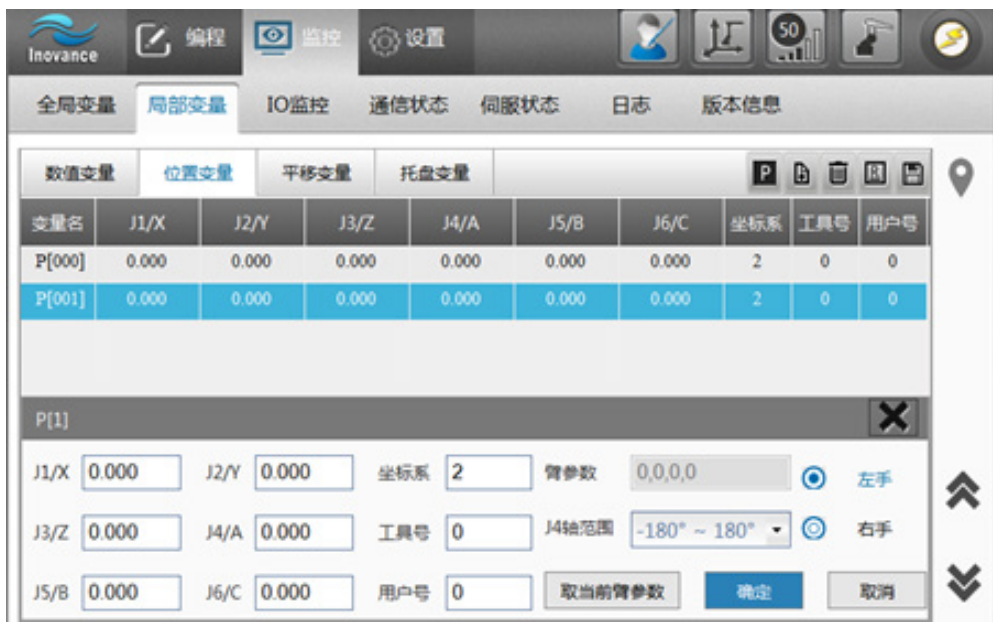 Inovance 编程 监控 设置 50
全局变量 局部变量 IO监控 通信状态 伺服状态 日志 版本信息
数值变量 位置变量 平移变量 托盘变量 P R
变量名 J1/X J2/Y J3/Z J4/A J5/B J6/C 坐标系 工具号 用户号
P[000] 0.000 0.000 0.000 0.000 0.000 0.000 2 0 0
P[001] 0.000 0.000 0.000 0.000 0.000 0.000 2 0 0
P[1]
J1/X 0.000 J2/Y 0.000 坐标系 2 臂参数 0,0,0,0 左手
J3/Z 0.000 J4/A 0.000 工具号 0 J4轴范围 -180° ~ 180° 右手
J5/B 0.000 J6/C 0.000 用户号 0 取当前臂参数 确定 取消